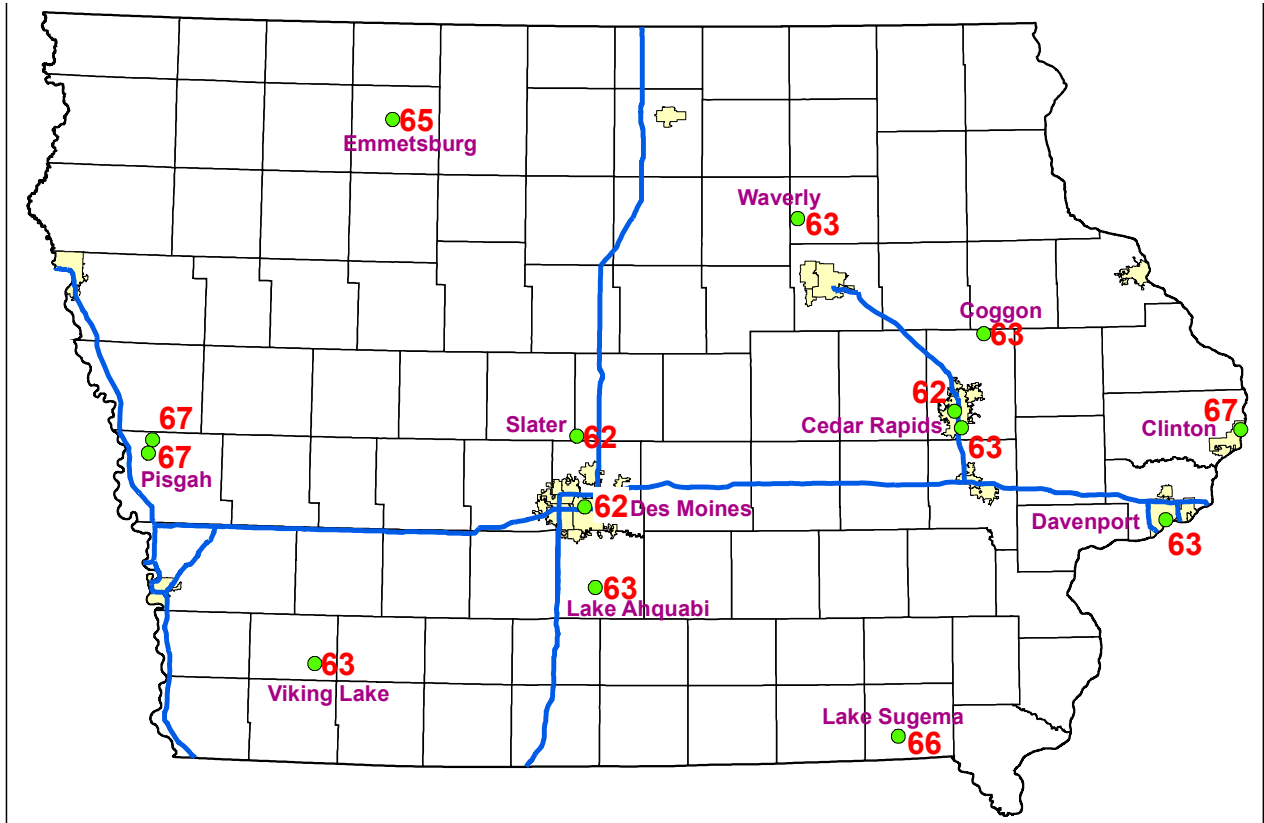 65
Emmetsburg
Waverly
63
Coggon
63
62
Cedar Rapids
63
67
Clinton
67
67
Pisgah
Slater
62
62 Des Moines
Davenport
63
63
Lake Ahquabi
63
Viking Lake
Lake Sugema
66